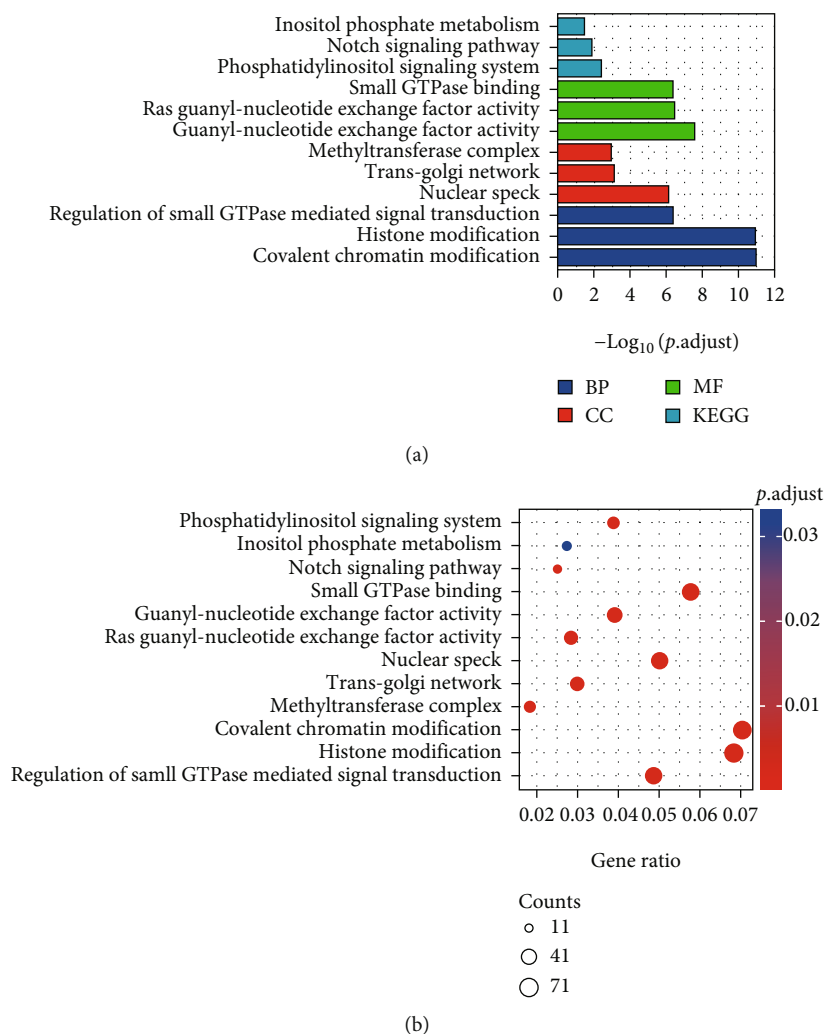 Inositol phosphate metabolism
Notch signaling pathway
Phosphatidylinositol signaling system
Small GTPase binding
Ras guanyl-nucleotide exchange factor activity
Guanyl-nucleotide exchange factor activity
Methyltransferase complex
Trans-golgi network
Nuclear speck
Regulation of small GTPase mediated signal transduction
Histone modification
Covalent chromatin modification
0 2 4 6 8 10 12
−Log₁₀ (p.adjust)
BP MF
CC KEGG
(a)
p.adjust
Phosphatidylinositol signaling system
Inositol phosphate metabolism
Notch signaling pathway
Small GTPase binding
Guanyl-nucleotide exchange factor activity
Ras guanyl-nucleotide exchange factor activity
Nuclear speck
Trans-golgi network
Methyltransferase complex
Covalent chromatin modification
Histone modification
Regulation of samll GTPase mediated signal transduction
0.03
0.02
0.01
0.02 0.03 0.04 0.05 0.06 0.07
Gene ratio
Counts
11
41
71
(b)